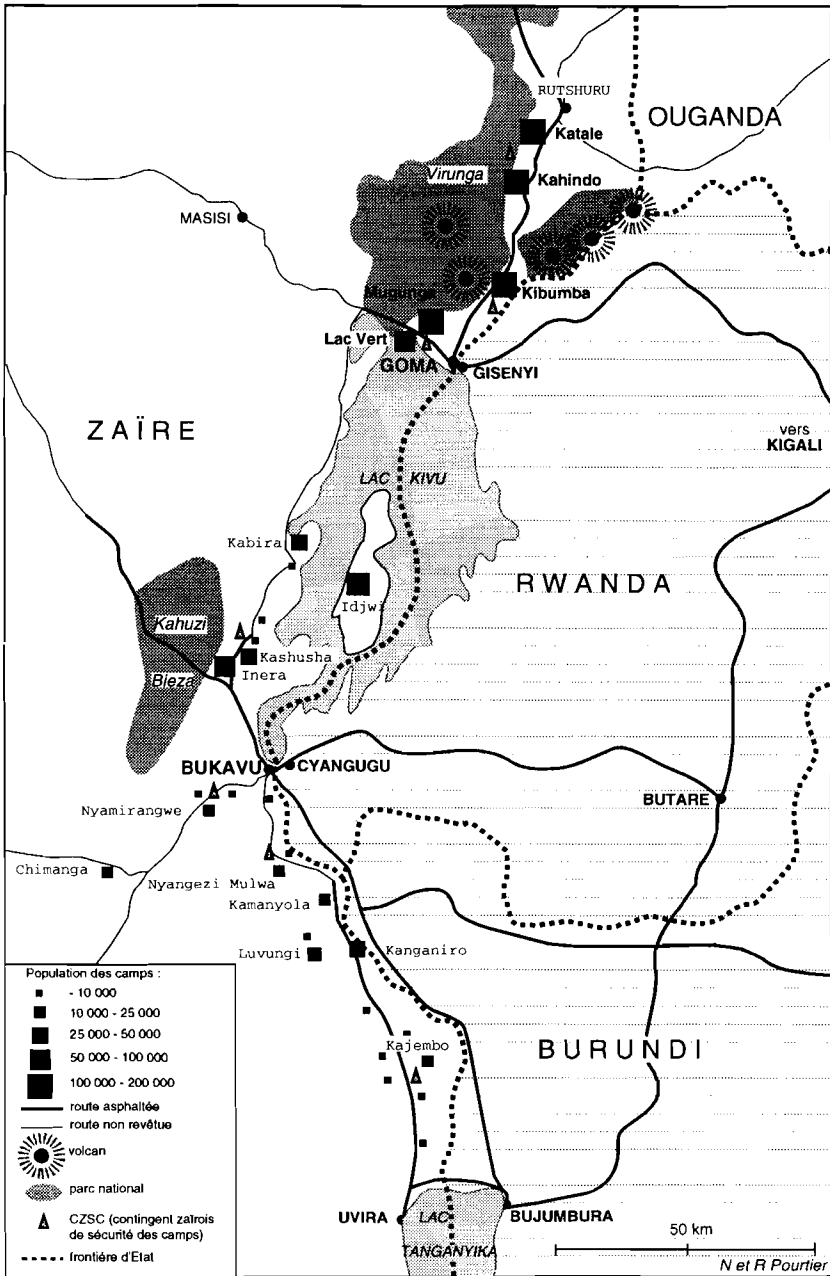 RUTSHURU
OUGANDA
Katale
Virunga
Kahindo
MASISI
Kibumba
Mugunga
Lac Vert
GOMA
GISENYI
ZAÏRE
vers
KIGALI
LAC KIVU
Kabira
RWANDA
Idjwi
Kahuzi
Kashusha
Bieza
Inera
BUKAVU
CYANGUGU
BUTARE
Nyamirangwe
Chimanga
Nyangezi Mulwa
Kamanyola
Luvungi
Kanganiro
Kajembo
BURUNDI
Population des camps :
- 10 000
10 000 - 25 000
25 000 - 50 000
50 000 - 100 000
100 000 - 200 000
route asphaltée
route non revêtue
volcan
parc national
CZSC (contingent zaïrois
de sécurité des camps)
frontière d'Etat
UVIRA
LAC
TANGANYIKA
BUJUMBURA
50 km
N et R Pourtier